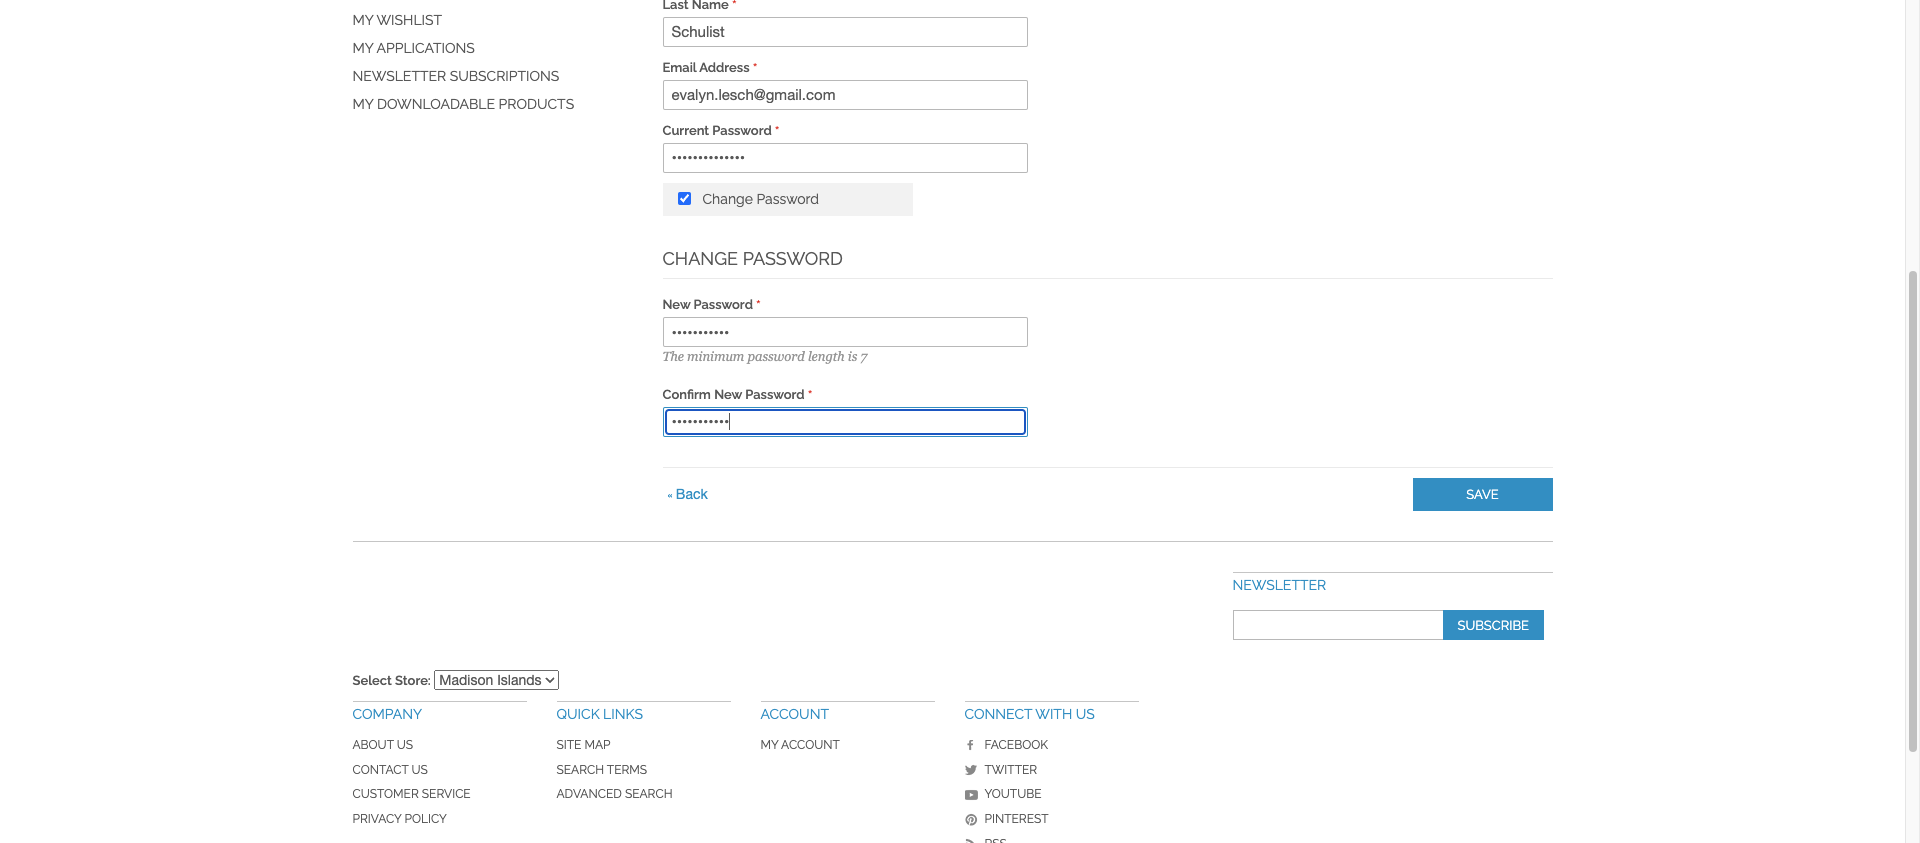 MY WISHLIST
MY APPLICATIONS
NEWSLETTER SUBSCRIPTIONS
MY DOWNLOADABLE PRODUCTS
Last Name *
Schulist
Email Address *
evalyn.lesch@gmail.com
Current Password *
••••••••••••••
Change Password
CHANGE PASSWORD
New Password *
•••••••••••
The minimum password length is 7
Confirm New Password *
•••••••••••
« Back
SAVE
NEWSLETTER
SUBSCRIBE
Select Store: Madison Islands
COMPANY
ABOUT US
CONTACT US
CUSTOMER SERVICE
PRIVACY POLICY
QUICK LINKS
SITE MAP
SEARCH TERMS
ADVANCED SEARCH
ACCOUNT
MY ACCOUNT
CONNECT WITH US
FACEBOOK
TWITTER
YOUTUBE
PINTEREST
RSS